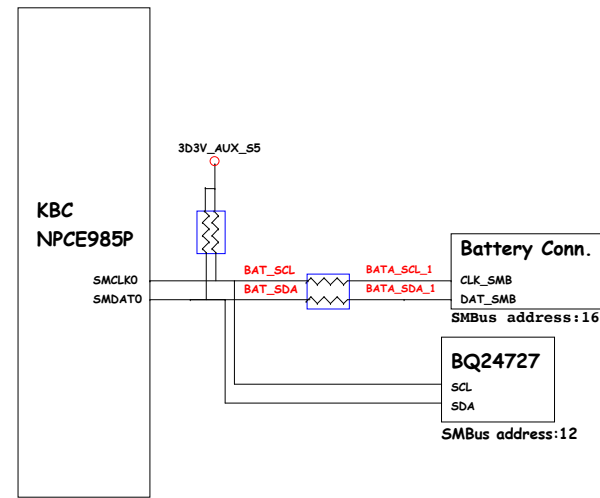 3D3V_AUX_S5
KBC
NPCE985P
SMCLK0
SMDAT0
BAT_SCL
BAT_SDA
BATA_SCL_1
BATA_SDA_1
Battery Conn.
CLK_SMB
DAT_SMB
SMBus address:16
BQ24727
SCL
SDA
SMBus address:12